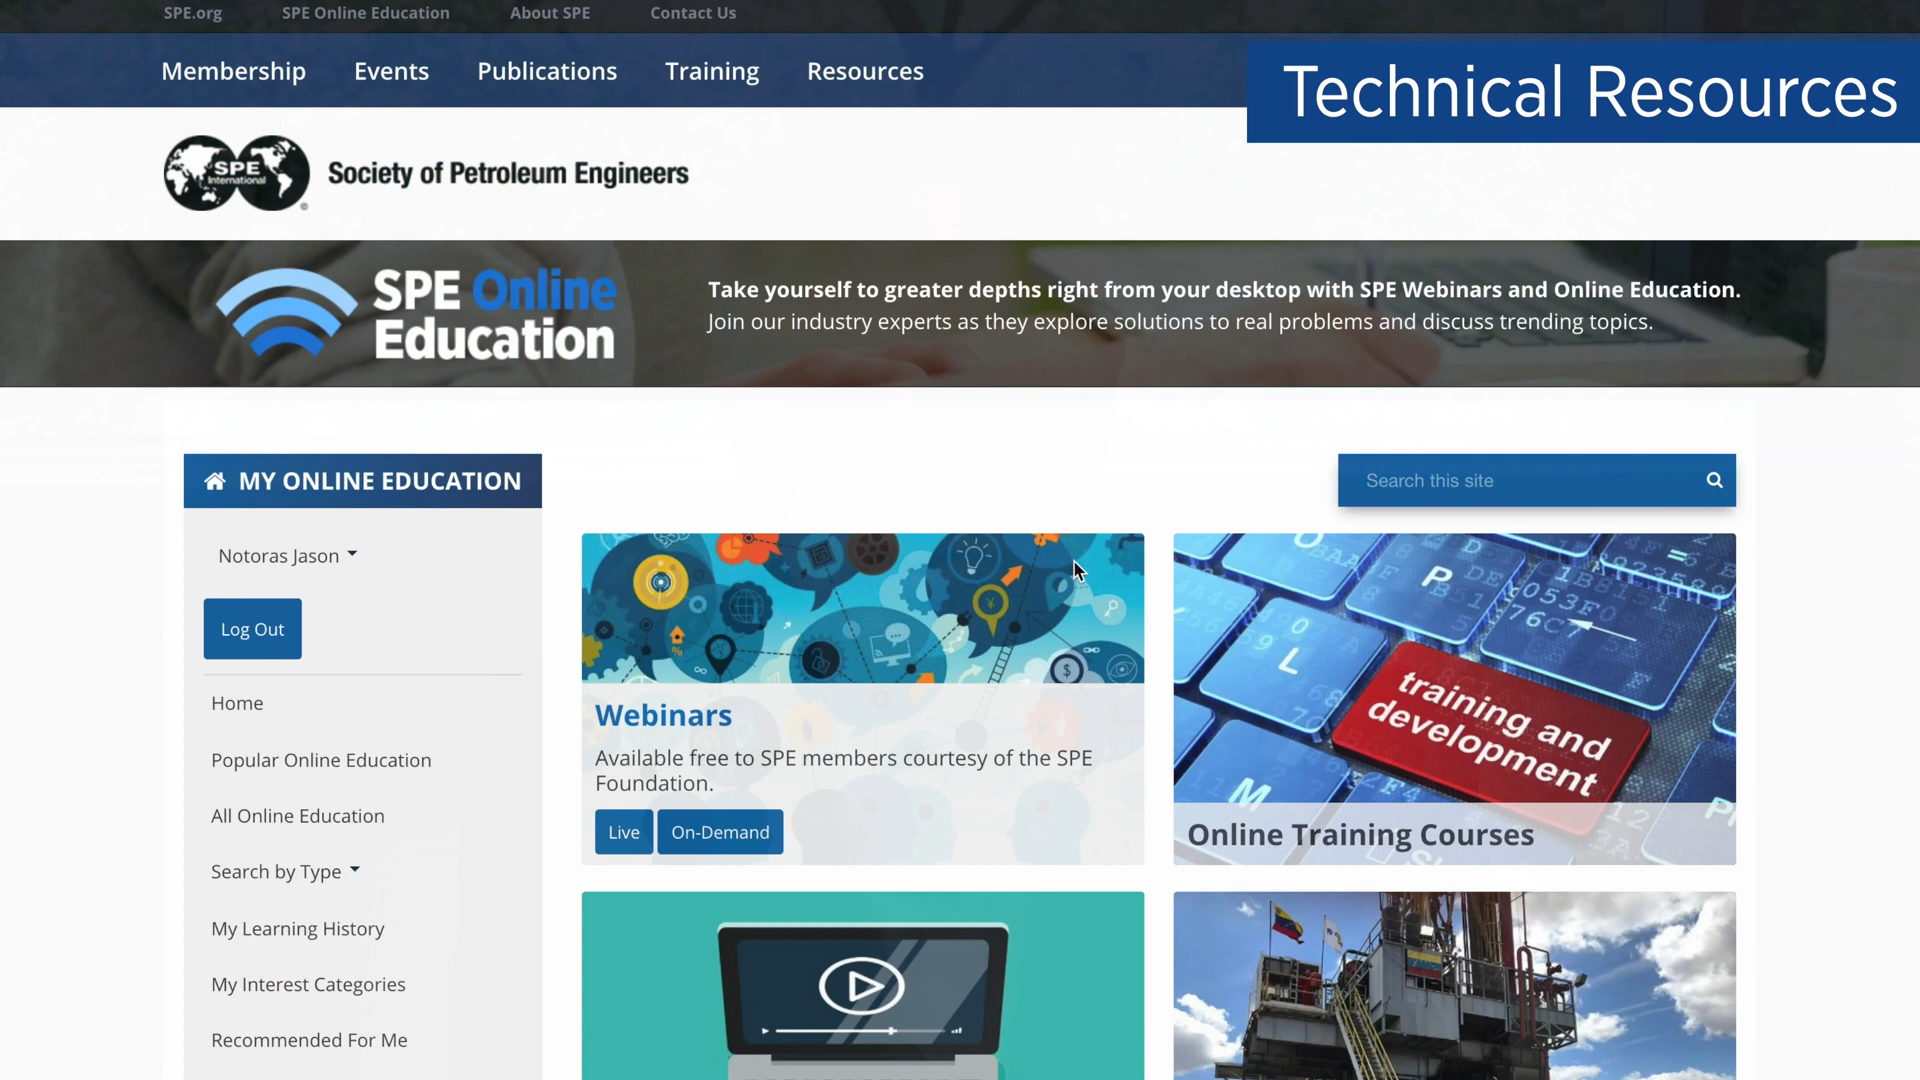 SPE.org SPE Online Education About SPE Contact Us
Membership Events Publications Training Resources
Technical Resources
SPE
International
Society of Petroleum Engineers
SPE Online
Education
Take yourself to greater depths right from your desktop with SPE Webinars and Online Education.
Join our industry experts as they explore solutions to real problems and discuss trending topics.
MY ONLINE EDUCATION
Search this site
Notoras Jason
Log Out
Home
Popular Online Education
All Online Education
Search by Type
My Learning History
My Interest Categories
Recommended For Me
Webinars
Available free to SPE members courtesy of the SPE
Foundation.
Live On-Demand
training and
development
Online Training Courses